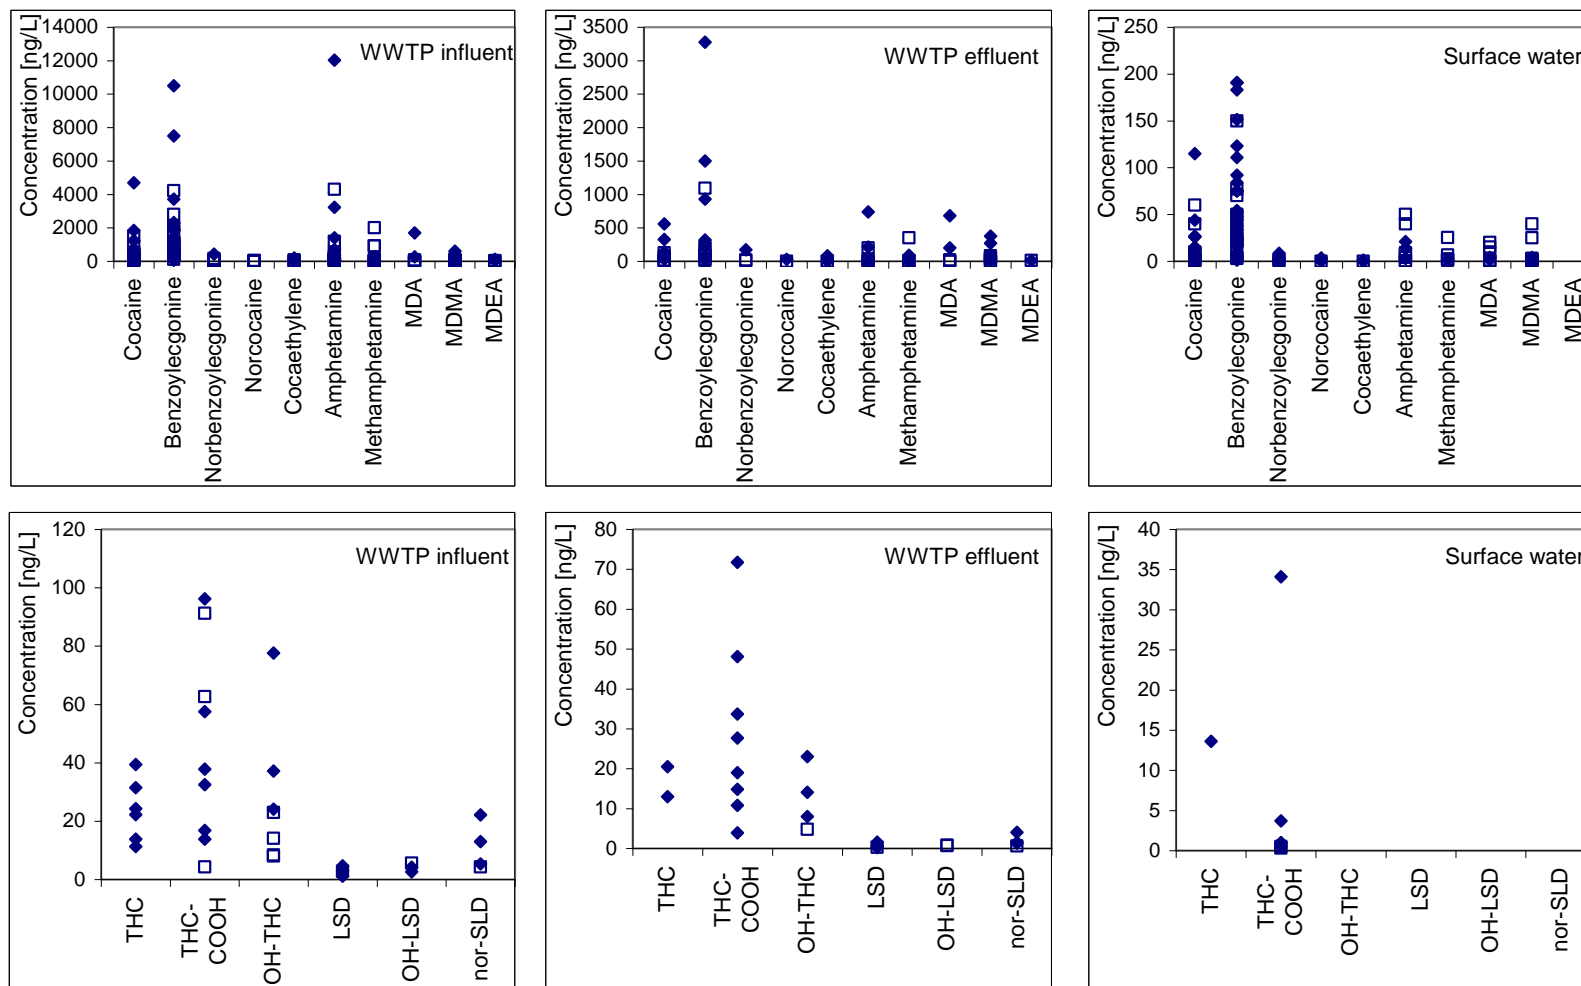 WWTP influent
Concentration [ng/L]
14000
12000
10000
8000
6000
4000
2000
0
Cocaine
Benzoylecgonine
Norbenzoylecgonine
Norcocaine
Cocaethylene
Amphetamine
Methamphetamine
MDA
MDMA
MDEA
WWTP effluent
Concentration [ng/L]
3500
3000
2500
2000
1500
1000
500
0
Cocaine
Benzoylecgonine
Norbenzoylecgonine
Norcocaine
Cocaethylene
Amphetamine
Methamphetamine
MDA
MDMA
MDEA
Surface water
Concentration [ng/L]
250
200
150
100
50
0
Cocaine
Benzoylecgonine
Norbenzoylecgonine
Norcocaine
Cocaethylene
Amphetamine
Methamphetamine
MDA
MDMA
MDEA
WWTP influent
Concentration [ng/L]
120
100
80
60
40
20
0
THC
THC-
COOH
OH-THC
LSD
OH-LSD
nor-SLD
WWTP effluent
Concentration [ng/L]
80
70
60
50
40
30
20
10
0
THC
THC-
COOH
OH-THC
LSD
OH-LSD
nor-SLD
Surface water
Concentration [ng/L]
40
35
30
25
20
15
10
5
0
THC
THC-
COOH
OH-THC
LSD
OH-LSD
nor-SLD